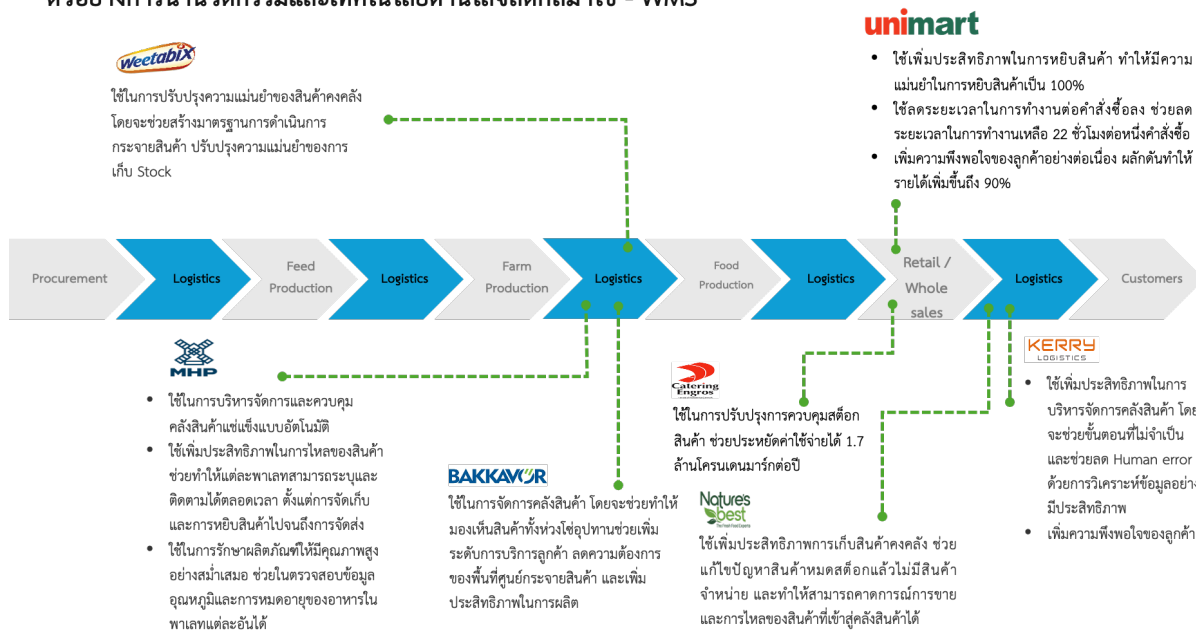 ตัวอย่างการนำนวัตกรรมและเทคโนโลยีด้านโลจิสติกส์มาใช้ - WMS
Weetabix
ใช้ในการปรับปรุงความแม่นยำของสินค้าคงคลัง
โดยจะช่วยสร้างมาตรฐานการดำเนินการ
กระจายสินค้า ปรับปรุงความแม่นยำของการ
เก็บ Stock
unimart
• ใช้เพิ่มประสิทธิภาพในการหยิบสินค้า ทำให้มีความ
แม่นยำในการหยิบสินค้าเป็น 100%
• ใช้ลดระยะเวลาในการทำงานต่อคำสั่งซื้อลง ช่วยลด
ระยะเวลาในการทำงานเหลือ 22 ชั่วโมงต่อหนึ่งคำสั่งซื้อ
• เพิ่มความพึงพอใจของลูกค้าอย่างต่อเนื่อง ผลักดันทำให้
รายได้เพิ่มขึ้นถึง 90%
Procurement
Logistics
Feed
Production
Logistics
Farm
Production
Logistics
Food
Production
Logistics
Retail /
Whole
sales
Logistics
Customers
MHP
• ใช้ในการบริหารจัดการและควบคุม
คลังสินค้าแช่แข็งแบบอัตโนมัติ
• ใช้เพิ่มประสิทธิภาพในการไหลของสินค้า
ช่วยทำให้แต่ละพาเลทสามารถระบุและ
ติดตามได้ตลอดเวลา ตั้งแต่การจัดเก็บ
และการหยิบสินค้าไปจนถึงการจัดส่ง
• ใช้ในการรักษาผลิตภัณฑ์ให้มีคุณภาพสูง
อย่างสม่ำเสมอ ช่วยในตรวจสอบข้อมูล
อุณหภูมิและการหมดอายุของอาหารใน
พาเลทแต่ละอันได้
BAKKAVOR
ใช้ในการจัดการคลังสินค้า โดยจะช่วยทำให้
มองเห็นสินค้าทั้งห่วงโซ่อุปทานช่วยเพิ่ม
ระดับการบริการลูกค้า ลดความต้องการ
ของพื้นที่ศูนย์กระจายสินค้า และเพิ่ม
ประสิทธิภาพในการผลิต
Catering
Engros
ใช้ในการปรับปรุงการควบคุมสต็อก
สินค้า ช่วยประหยัดค่าใช้จ่ายได้ 1.7
ล้านโครนเดนมาร์กต่อปี
Nature's
best
The Fresh Food Experts
ใช้เพิ่มประสิทธิภาพการเก็บสินค้าคงคลัง ช่วย
แก้ไขปัญหาสินค้าหมดสต็อกแล้วไม่มีสินค้า
จำหน่าย และทำให้สามารถคาดการณ์การขาย
และการไหลของสินค้าที่เข้าสู่คลังสินค้าได้
KERRY
LOGISTICS
• ใช้เพิ่มประสิทธิภาพในการ
บริหารจัดการคลังสินค้า โดย
จะช่วยขั้นตอนที่ไม่จำเป็น
และช่วยลด Human error
ด้วยการวิเคราะห์ข้อมูลอย่าง
มีประสิทธิภาพ
• เพิ่มความพึงพอใจของลูกค้า